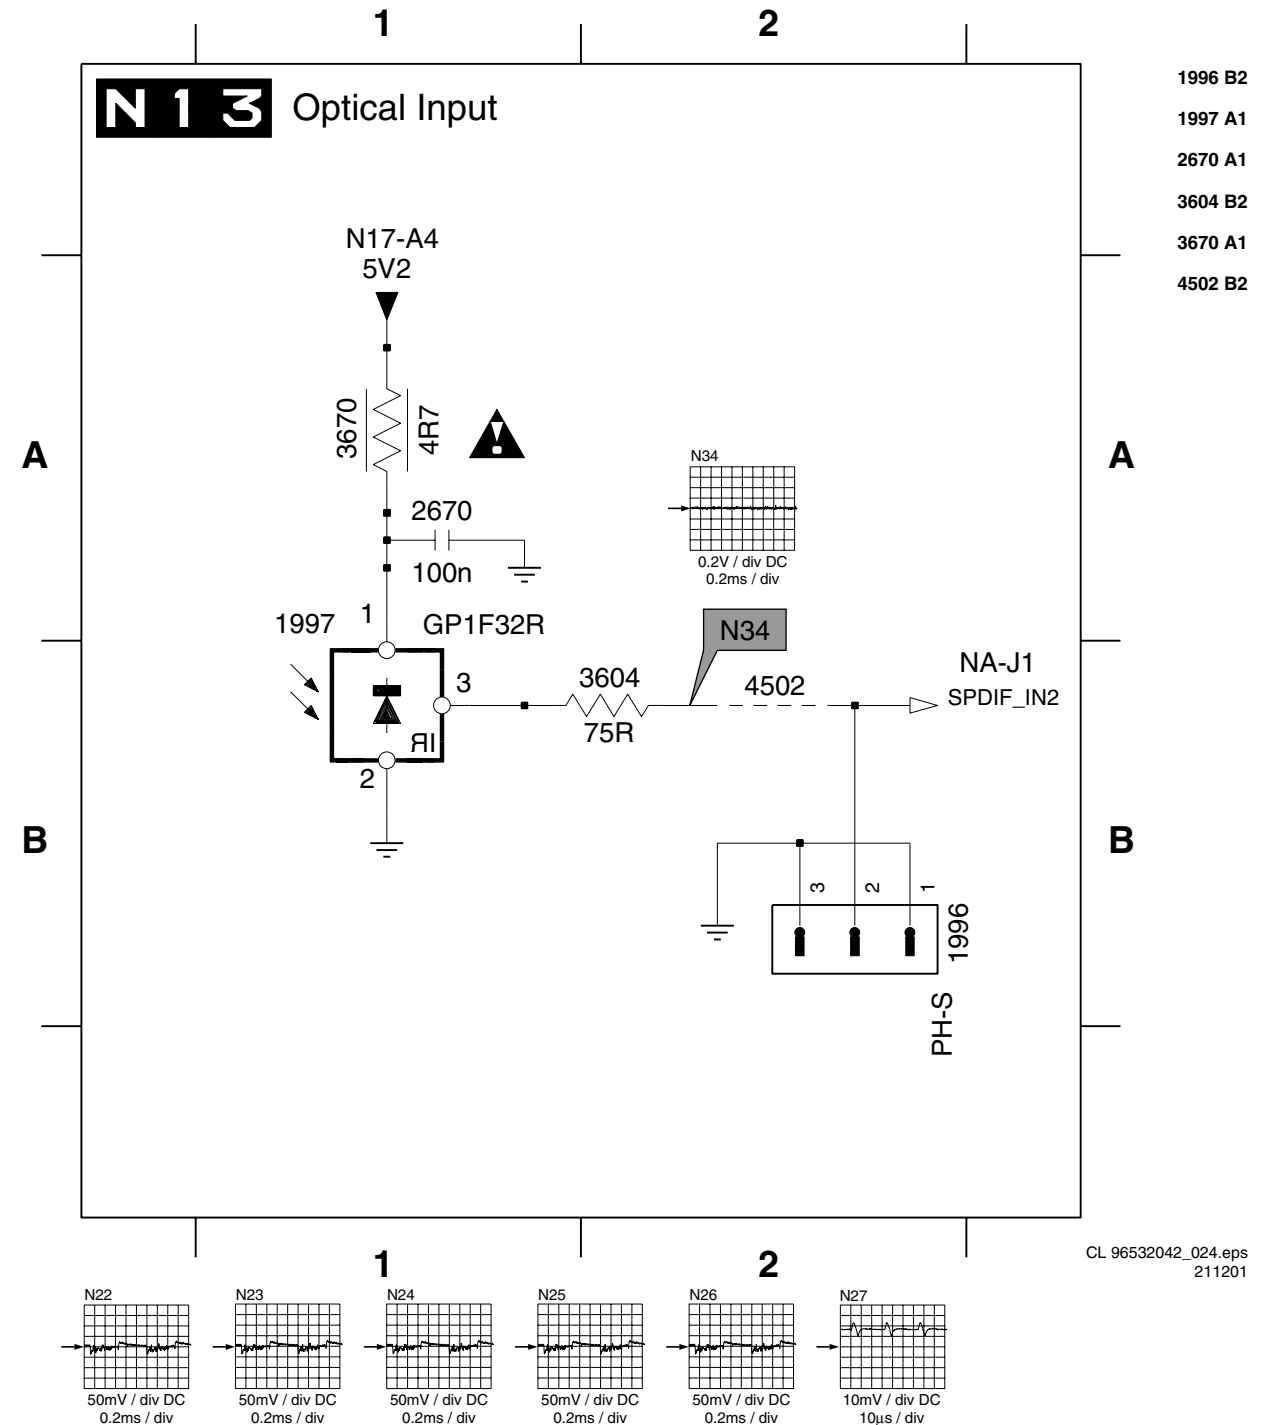 1
2
N13 Optical Input
1996 B2
1997 A1
2670 A1
3604 B2
3670 A1
4502 B2
N17-A4
5V2
3670
4R7
A
A
N34
0.2V / div DC
0.2ms / div
2670
100n
1997
1
GP1F32R
3
IR
2
3604
75R
N34
4502
NA-J1
SPDIF_IN2
B
B
3
2
1
1996
PH-S
1
2
CL 96532042_024.eps
211201
N22
50mV / div DC
0.2ms / div
N23
50mV / div DC
0.2ms / div
N24
50mV / div DC
0.2ms / div
N25
50mV / div DC
0.2ms / div
N26
50mV / div DC
0.2ms / div
N27
10mV / div DC
10µs / div